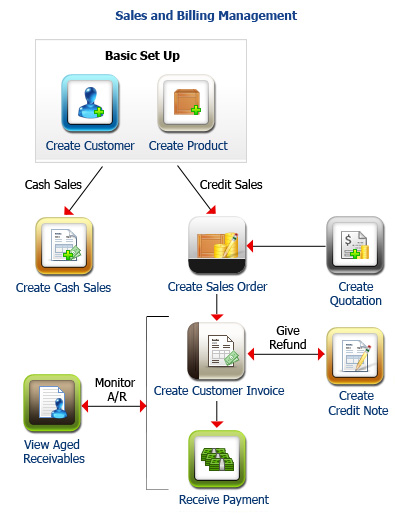 Sales and Billing Management
Basic Set Up
Create Customer
Create Product
Cash Sales
Credit Sales
Create Cash Sales
Create Sales Order
Create
Quotation
Give
Refund
Create Customer Invoice
Create
Credit Note
Monitor
A/R
View Aged
Receivables
Receive Payment